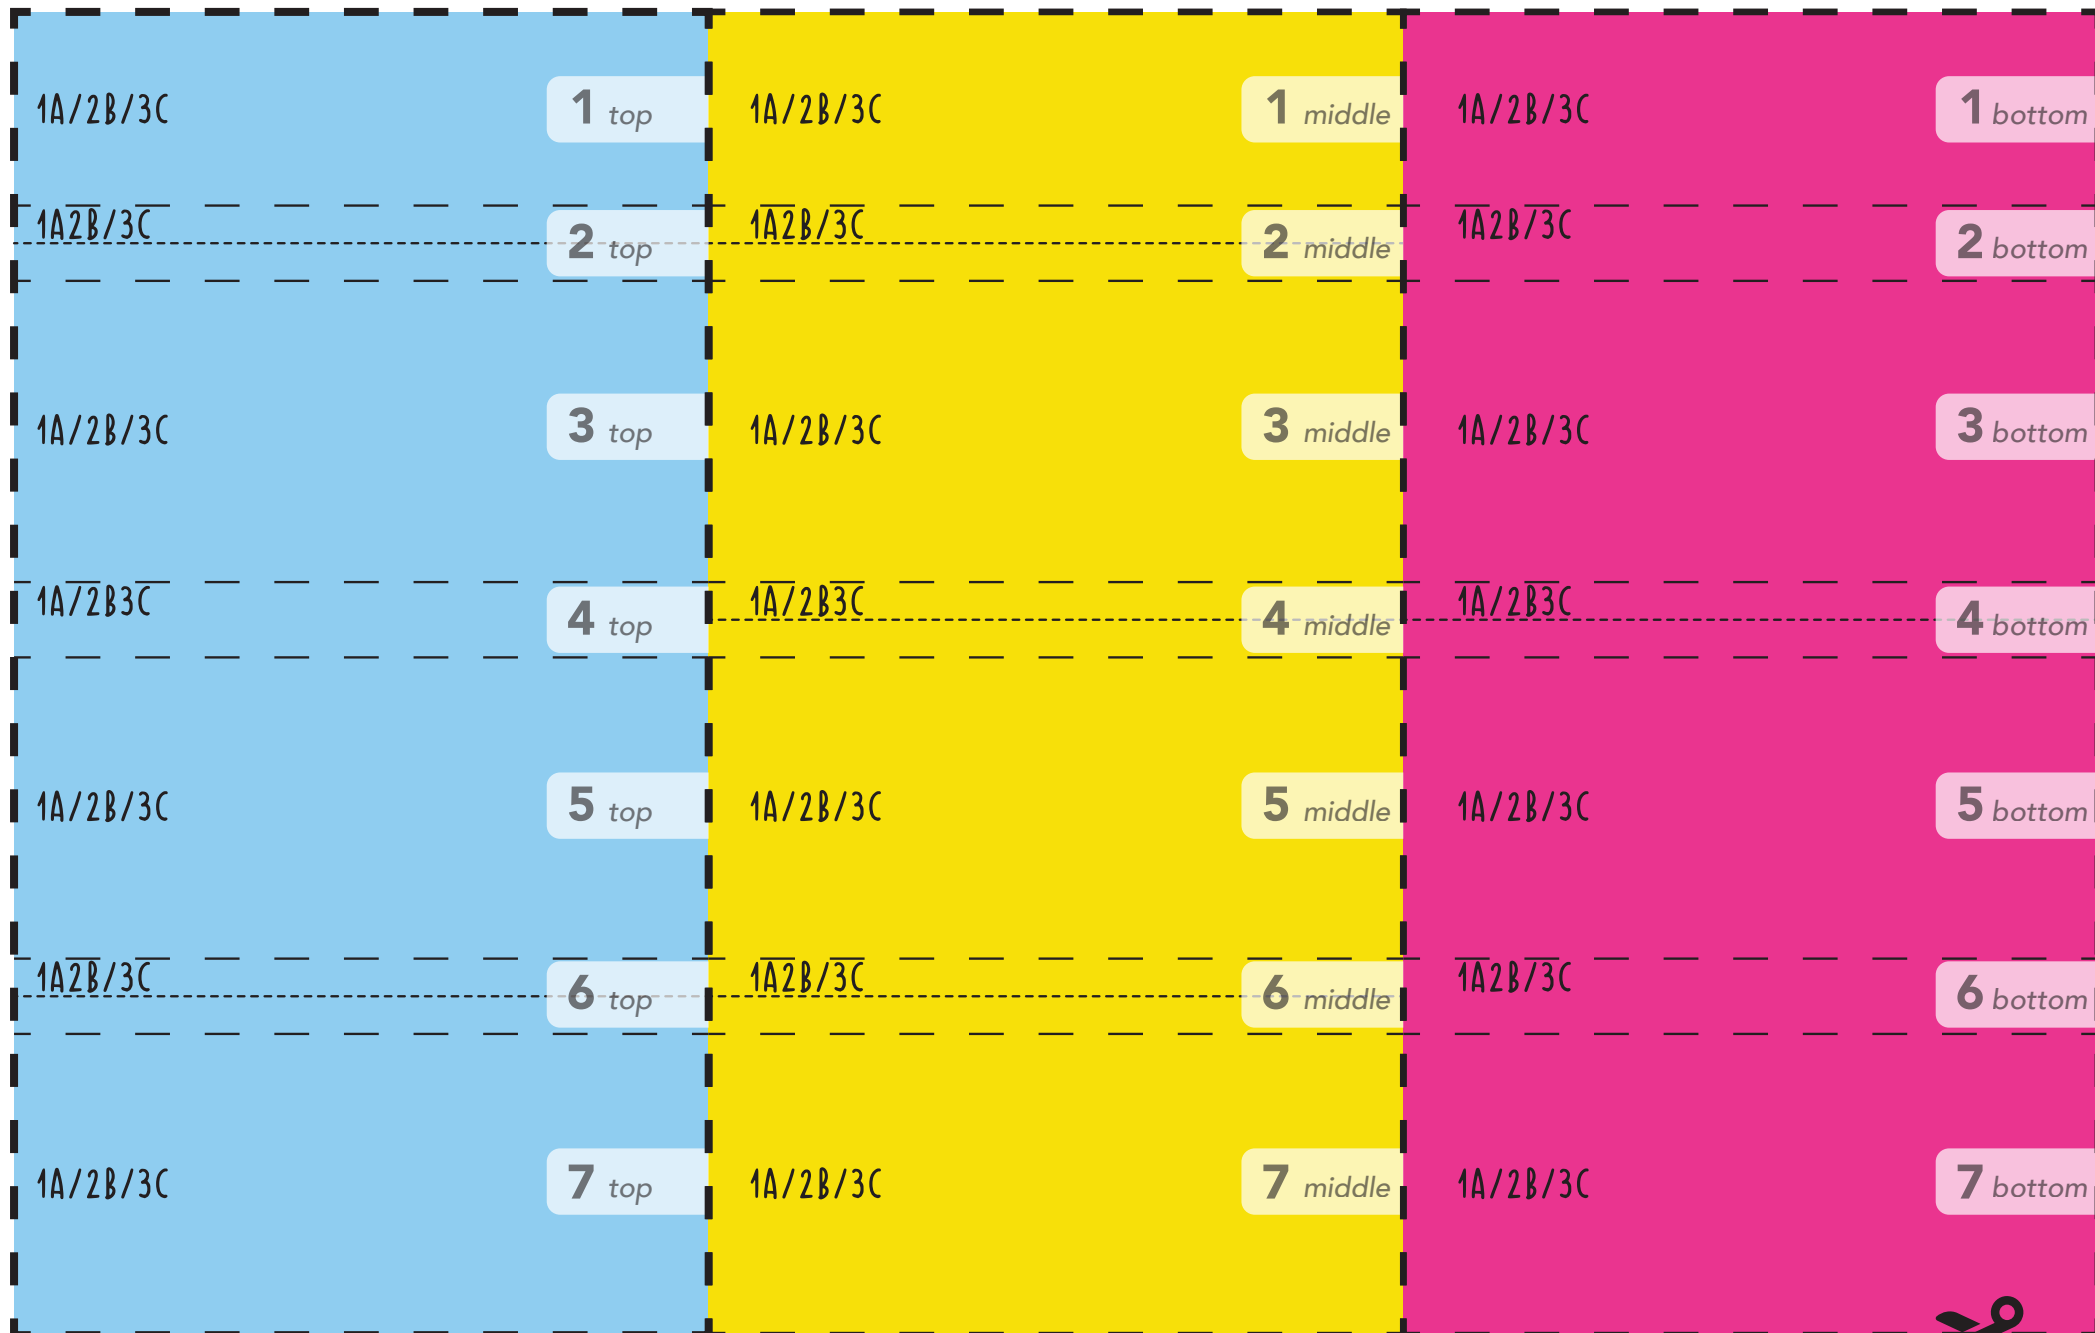 1A/2B/3C 1 top 1A/2B/3C 1 middle 1A/2B/3C 1 bottom
1A2B/3C 2 top 1A2B/3C 2 middle 1A2B/3C 2 bottom
1A/2B/3C 3 top 1A/2B/3C 3 middle 1A/2B/3C 3 bottom
1A/2B3C 4 top 1A/2B3C 4 middle 1A/2B3C 4 bottom
1A/2B/3C 5 top 1A/2B/3C 5 middle 1A/2B/3C 5 bottom
1A2B/3C 6 top 1A2B/3C 6 middle 1A2B/3C 6 bottom
1A/2B/3C 7 top 1A/2B/3C 7 middle 1A/2B/3C 7 bottom